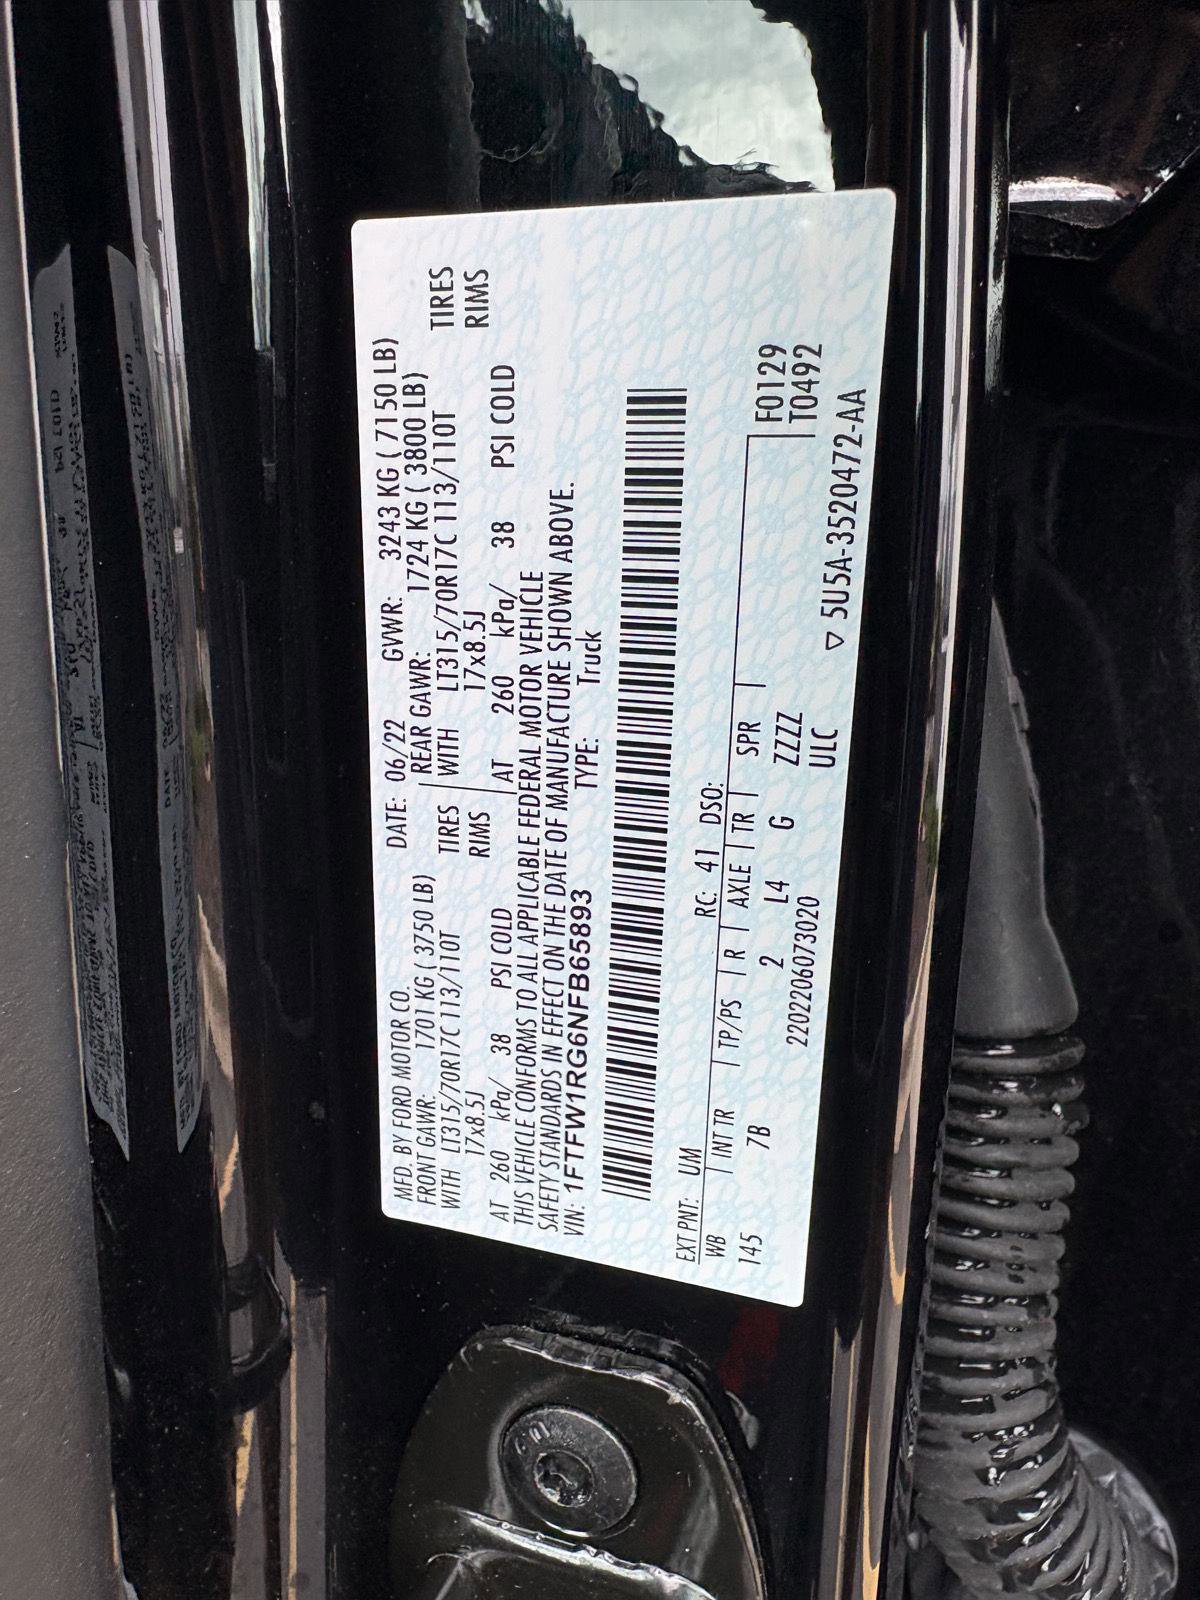 MFD. BY FORD MOTOR CO. DATE: 06/22 GVWR: 3243 KG ( 7150 LB)
FRONT GAWR: 1701 KG ( 3750 LB) REAR GAWR: 1724 KG ( 3800 LB)
WITH LT315/70R17C 113/110T TIRES WITH LT315/70R17C 113/110T TIRES
17x8.5J RIMS 17x8.5J RIMS
AT 260 kPa/ 38 PSI COLD AT 260 kPa/ 38 PSI COLD
THIS VEHICLE CONFORMS TO ALL APPLICABLE FEDERAL MOTOR VEHICLE
SAFETY STANDARDS IN EFFECT ON THE DATE OF MANUFACTURE SHOWN ABOVE.
VIN: 1FTFW1RG6NFB65893 TYPE: Truck
EXT PNT: UM RC: 41 DSO:
WB INT TR TP/PS R AXLE TR SPR F0129
145 7B 2 L4 G ZZZZ T0492
2202206073020 ULC
▽ 5U5A-3520472-AA